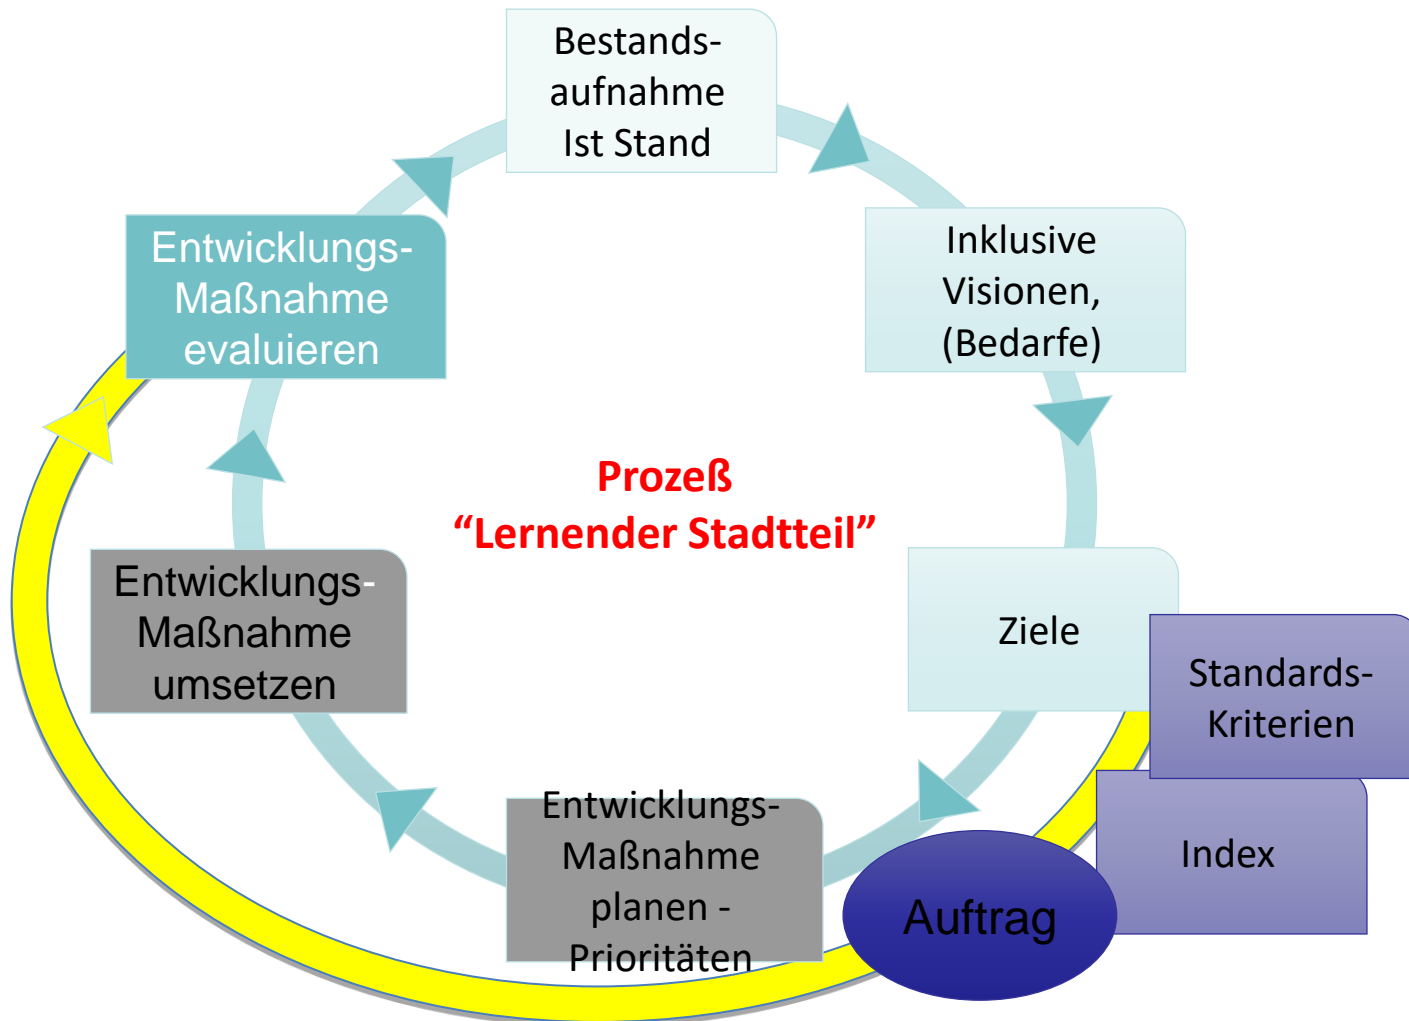 Bestands-
aufnahme
Ist Stand
Inklusive
Visionen,
(Bedarfe)
Entwicklungs-
Maßnahme
evaluieren
Prozeß
“Lernender Stadtteil”
Entwicklungs-
Maßnahme
umsetzen
Ziele
Standards-
Kriterien
Index
Auftrag
Entwicklungs-
Maßnahme
planen -
Prioritäten